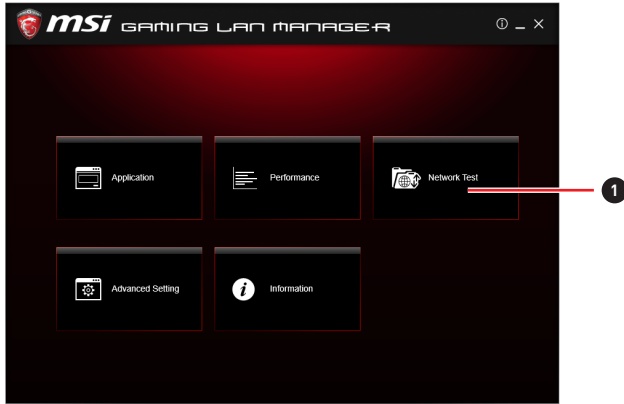 msi GAMING LAN MANAGER
Application
Performance
Network Test
1
Advanced Setting
Information